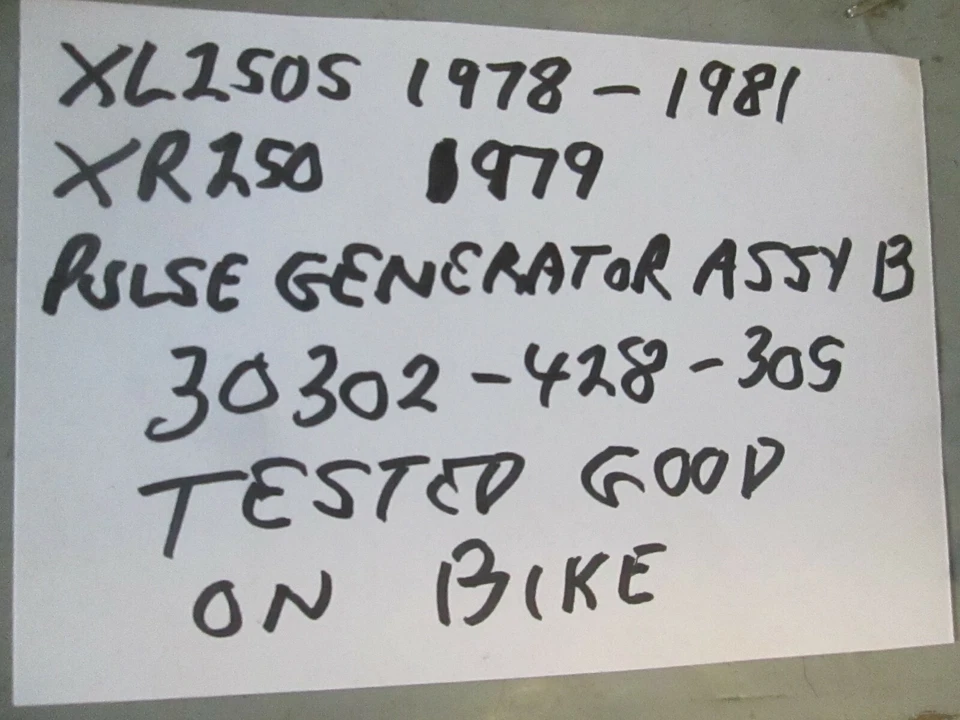 XL250S 1978 - 1981
XR250 1979
PULSE GENERATOR ASSY B
30302-428-305
TESTED GOOD
ON BIKE